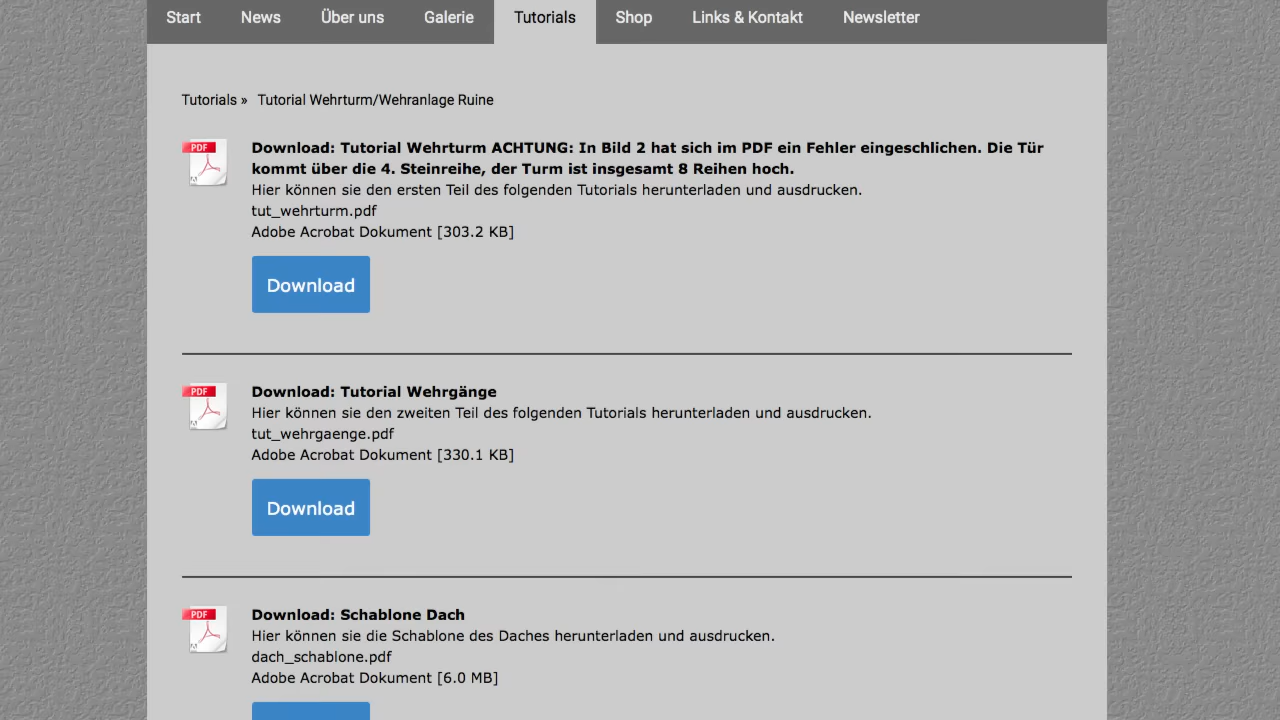 Start News Über uns Galerie Tutorials Shop Links & Kontakt Newsletter
Tutorials » Tutorial Wehrturm/Wehranlage Ruine
PDF
Download: Tutorial Wehrturm ACHTUNG: In Bild 2 hat sich im PDF ein Fehler eingeschlichen. Die Tür
kommt über die 4. Steinreihe, der Turm ist insgesamt 8 Reihen hoch.
Hier können sie den ersten Teil des folgenden Tutorials herunterladen und ausdrucken.
tut_wehrturm.pdf
Adobe Acrobat Dokument [303.2 KB]
Download
PDF
Download: Tutorial Wehrgänge
Hier können sie den zweiten Teil des folgenden Tutorials herunterladen und ausdrucken.
tut_wehrgaenge.pdf
Adobe Acrobat Dokument [330.1 KB]
Download
PDF
Download: Schablone Dach
Hier können sie die Schablone des Daches herunterladen und ausdrucken.
dach_schablone.pdf
Adobe Acrobat Dokument [6.0 MB]